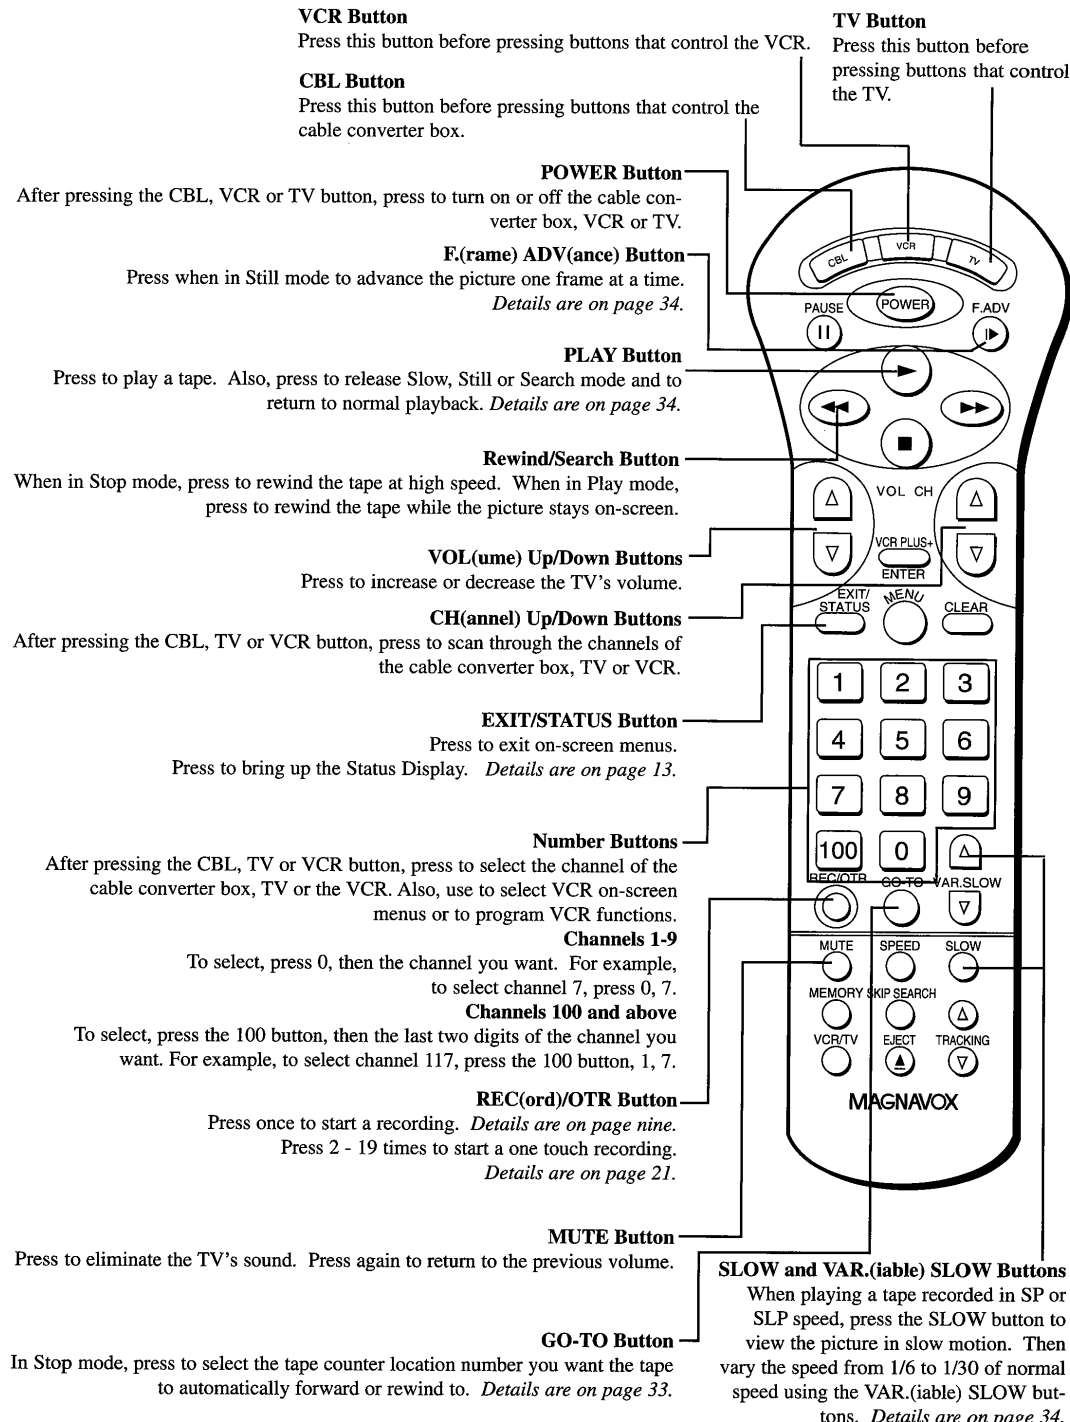 VCR Button
Press this button before pressing buttons that control the VCR.
TV Button
Press this button before
pressing buttons that control
the TV.
CBL Button
Press this button before pressing buttons that control the
cable converter box.
POWER Button
After pressing the CBL, VCR or TV button, press to turn on or off the cable con-
verter box, VCR or TV.
F.(rame) ADV(ance) Button
Press when in Still mode to advance the picture one frame at a time.
Details are on page 34.
PLAY Button
Press to play a tape. Also, press to release Slow, Still or Search mode and to
return to normal playback. Details are on page 34.
Rewind/Search Button
When in Stop mode, press to rewind the tape at high speed. When in Play mode,
press to rewind the tape while the picture stays on-screen.
VOL(ume) Up/Down Buttons
Press to increase or decrease the TV's volume.
CH(annel) Up/Down Buttons
After pressing the CBL, TV or VCR button, press to scan through the channels of
the cable converter box, TV or VCR.
EXIT/STATUS Button
Press to exit on-screen menus.
Press to bring up the Status Display. Details are on page 13.
Number Buttons
After pressing the CBL, TV or VCR button, press to select the channel of the
cable converter box, TV or the VCR. Also, use to select VCR on-screen
menus or to program VCR functions.
Channels 1-9
To select, press 0, then the channel you want. For example,
to select channel 7, press 0, 7.
Channels 100 and above
To select, press the 100 button, then the last two digits of the channel you
want. For example, to select channel 117, press the 100 button, 1, 7.
REC(ord)/OTR Button
Press once to start a recording. Details are on page nine.
Press 2 - 19 times to start a one touch recording.
Details are on page 21.
MUTE Button
Press to eliminate the TV's sound. Press again to return to the previous volume.
GO-TO Button
In Stop mode, press to select the tape counter location number you want the tape
to automatically forward or rewind to. Details are on page 33.
SLOW and VAR.(iable) SLOW Buttons
When playing a tape recorded in SP or
SLP speed, press the SLOW button to
view the picture in slow motion. Then
vary the speed from 1/6 to 1/30 of normal
speed using the VAR.(iable) SLOW but-
tons. Details are on page 34.
CBL VCR TV
POWER
PAUSE F.ADV
VOL CH
VCR PLUS+
ENTER
EXIT/
STATUS MENU CLEAR
1 2 3
4 5 6
7 8 9
100 0
REC/OTR GO-TO VAR.SLOW
MUTE SPEED SLOW
MEMORY SKIP SEARCH
VCR/TV EJECT TRACKING
MAGNAVOX